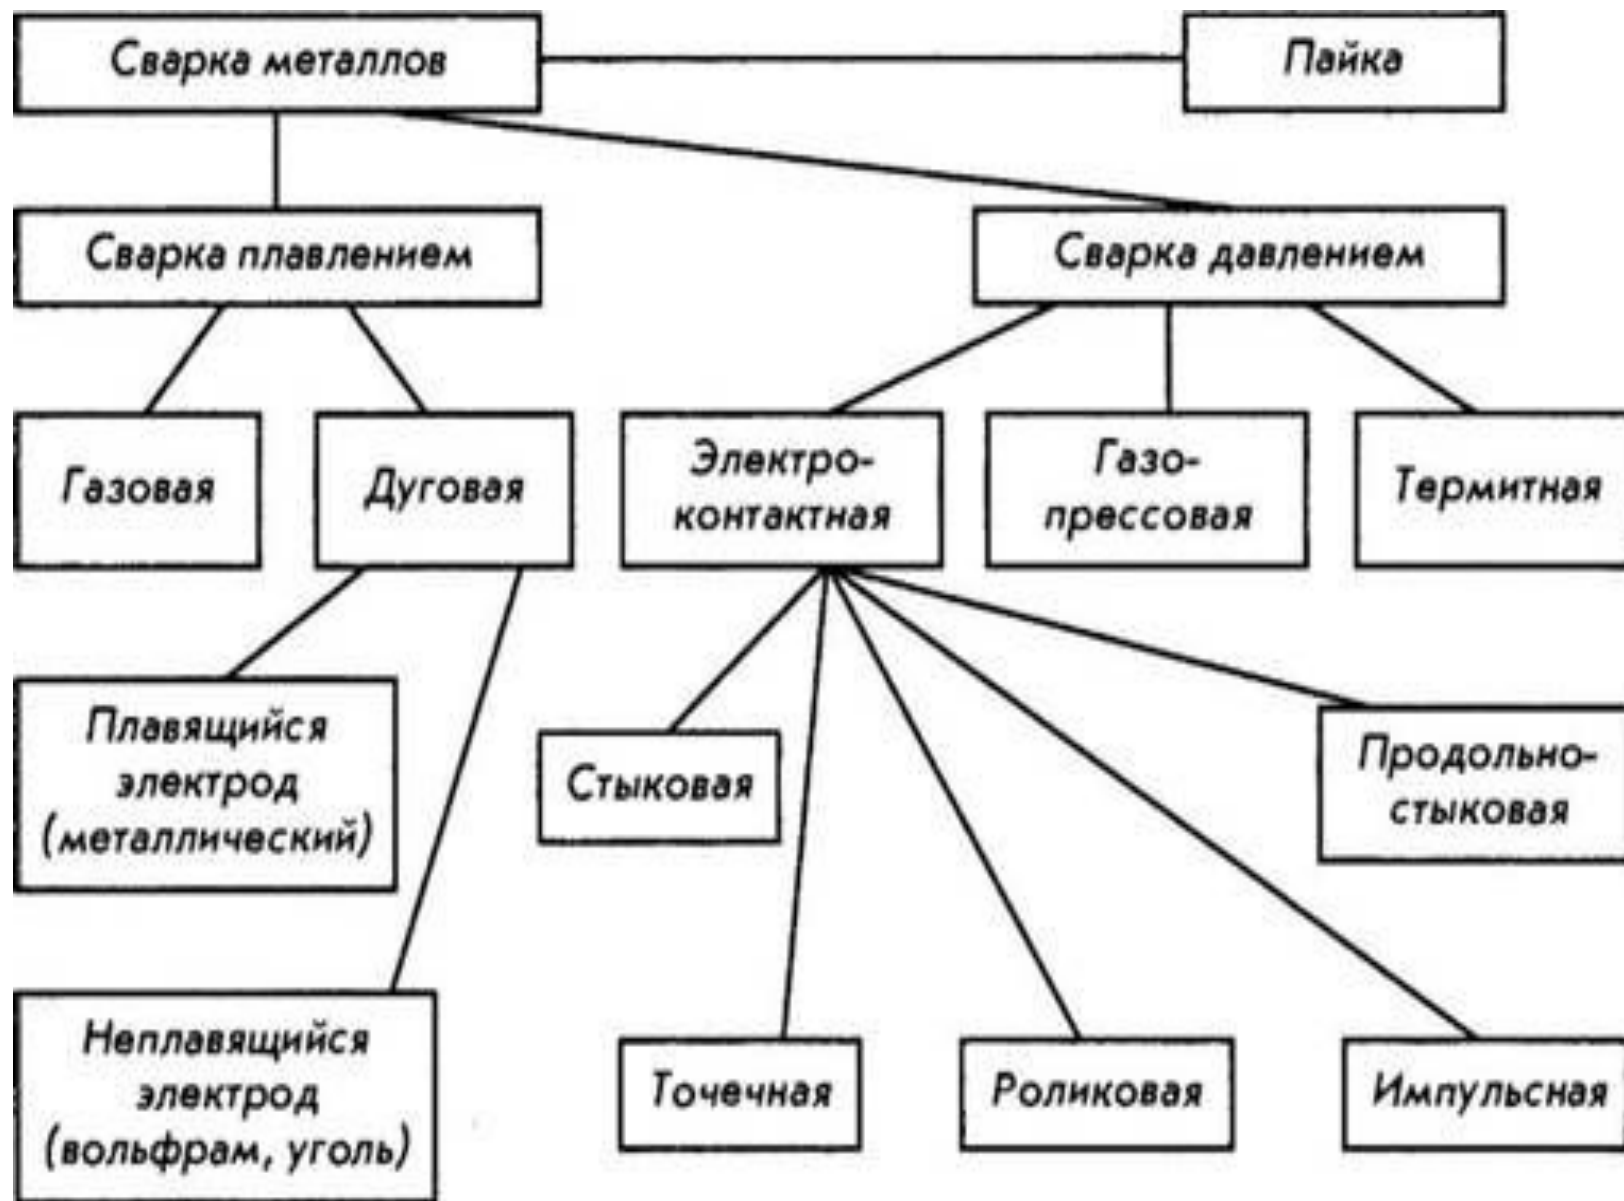 Сварка металлов
Пайка
Сварка плавлением
Сварка давлением
Газовая
Дуговая
Электро-
контактная
Газо-
прессовая
Термитная
Плавящийся
электрод
(металлический)
Стыковая
Продольно-
стыковая
Неплавящийся
электрод
(вольфрам, уголь)
Точечная
Роликовая
Импульсная